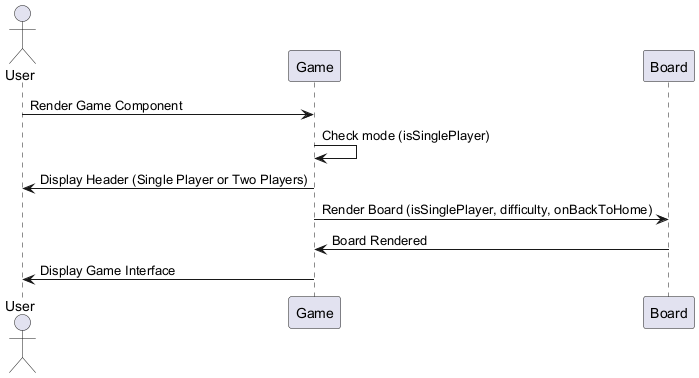 User
Game
Board
Render Game Component
Check mode (isSinglePlayer)
Display Header (Single Player or Two Players)
Render Board (isSinglePlayer, difficulty, onBackToHome)
Board Rendered
Display Game Interface
User
Game
Board